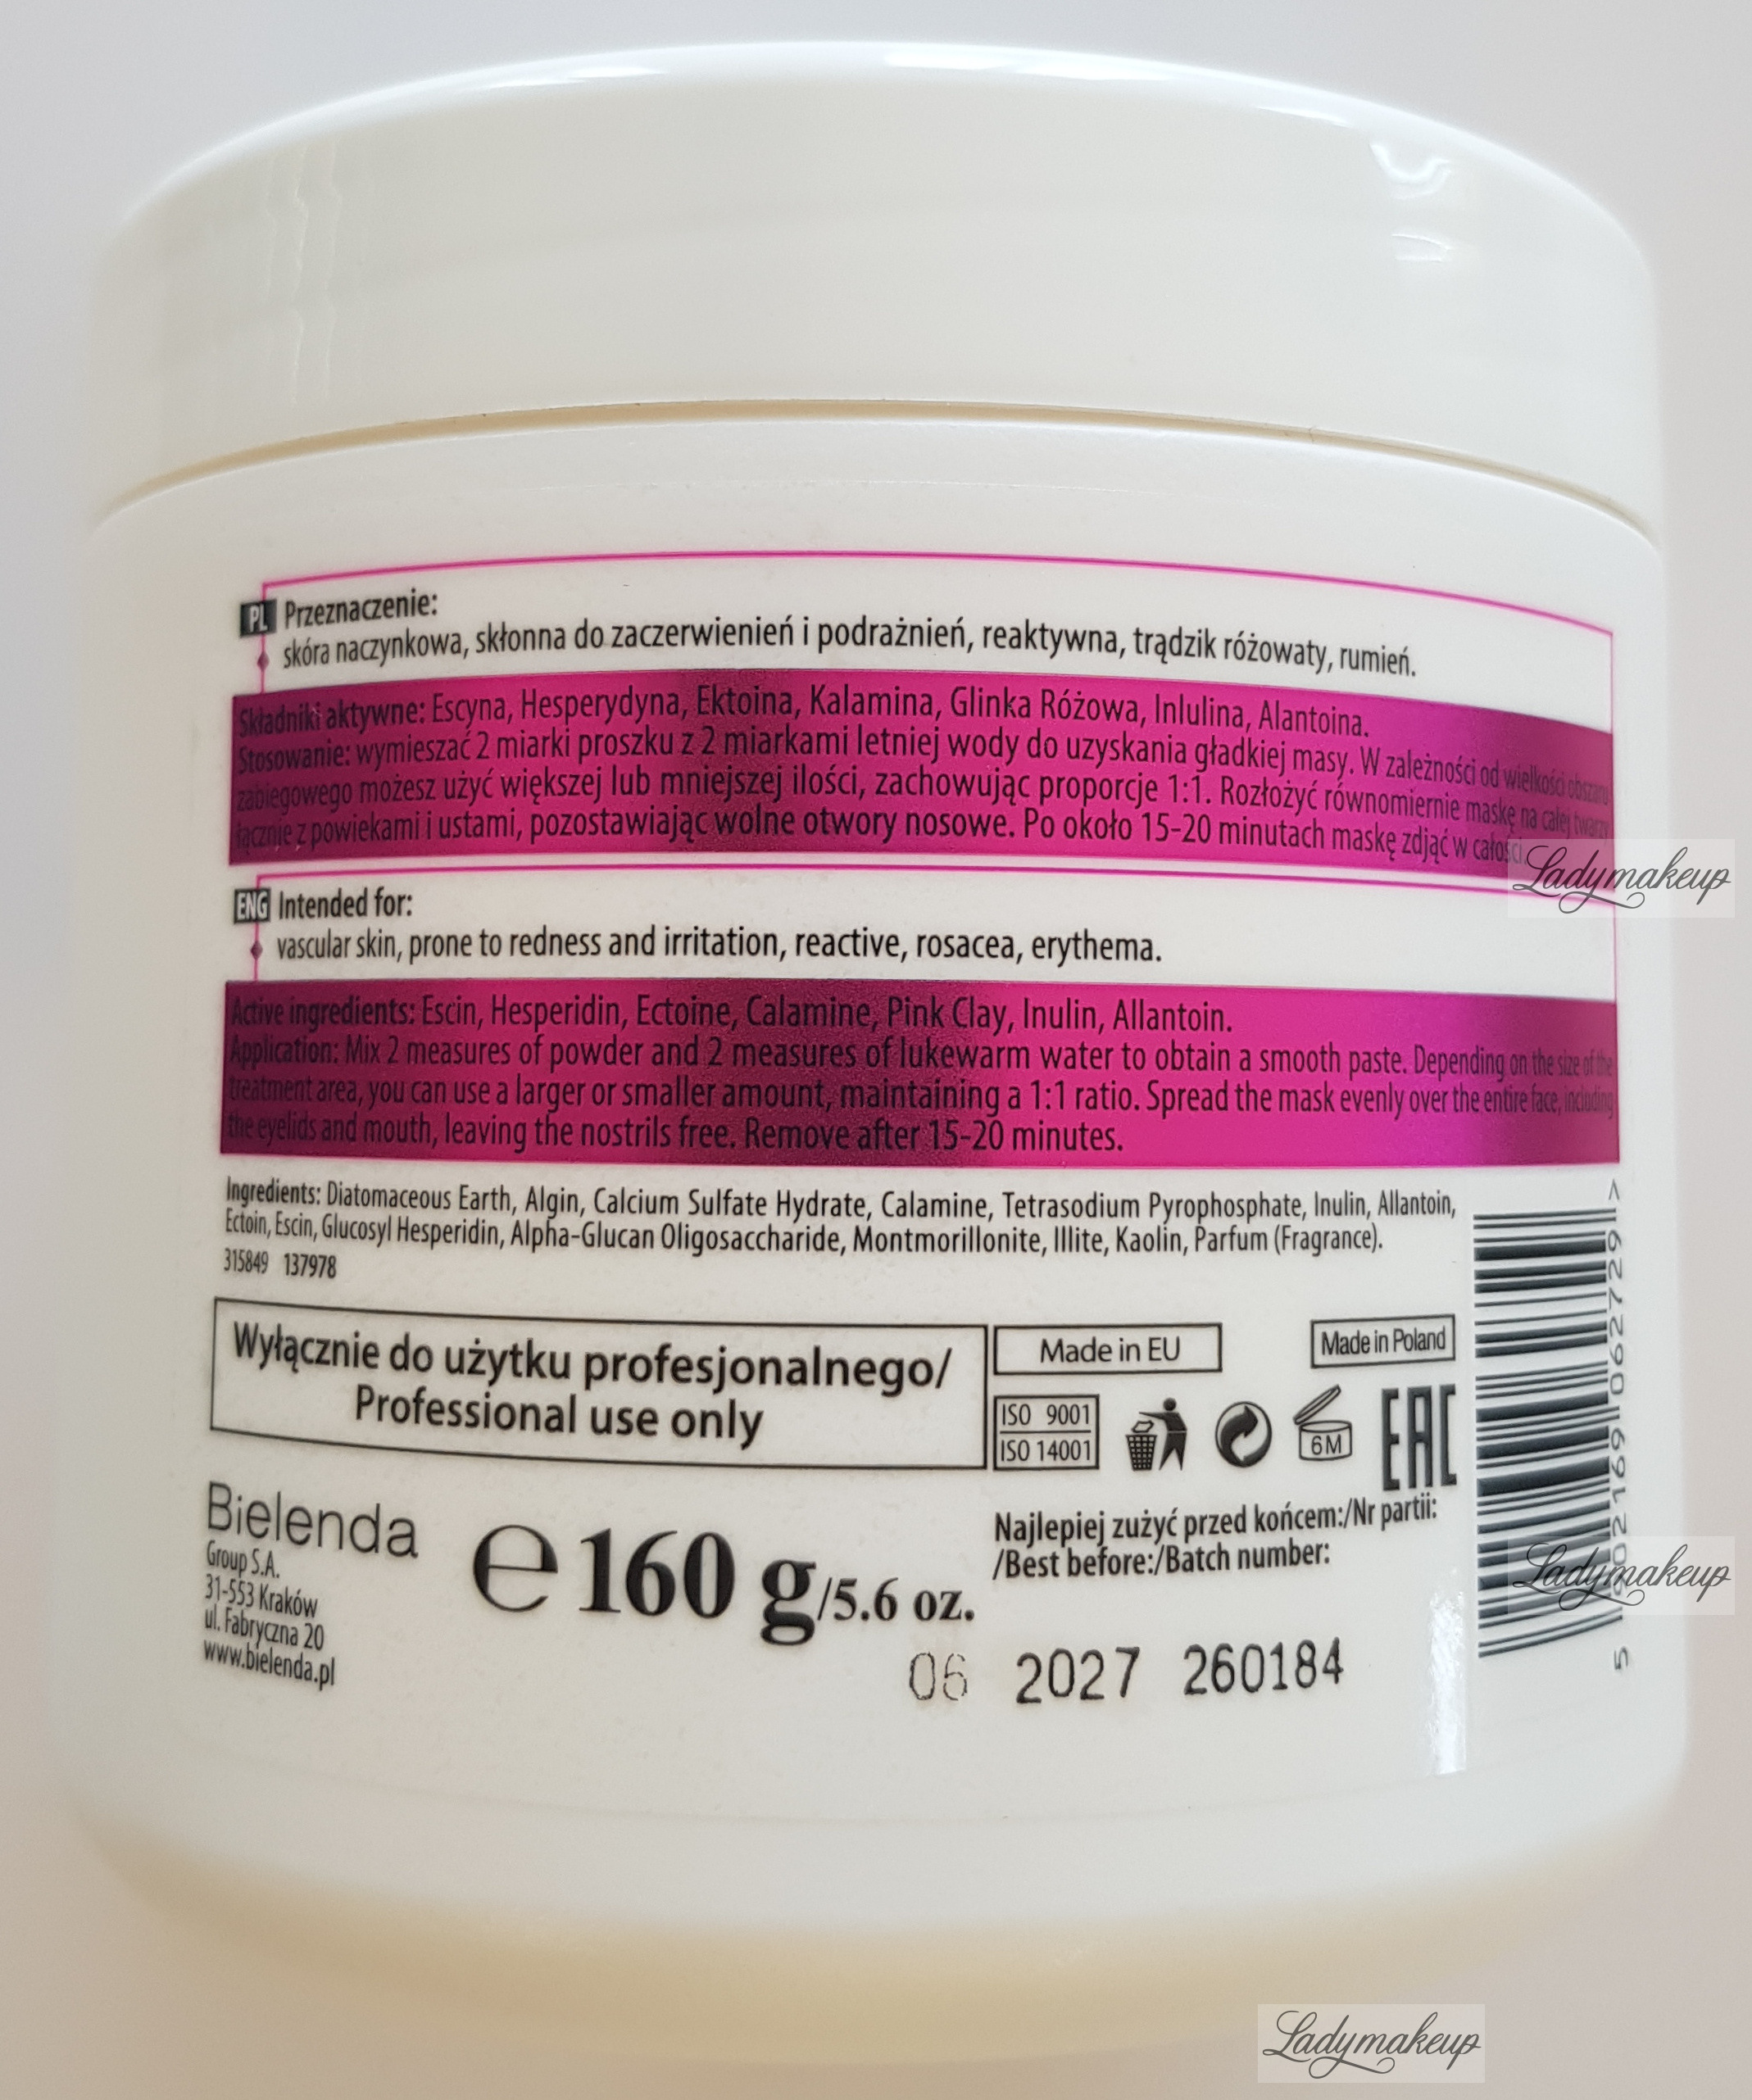 PL Przeznaczenie:
skóra naczynkowa, skłonna do zaczerwienień i podrażnień, reaktywna, trądzik różowaty, rumień.
Składniki aktywne: Escyna, Hesperydyna, Ektoina, Kalamina, Glinka Różowa, Inlulina, Alantoina.
Stosowanie: wymieszać 2 miarki proszku z 2 miarkami letniej wody do uzyskania gładkiej masy. W zależności od wielkości obszaru
zabiegowego możesz użyć większej lub mniejszej ilości, zachowując proporcje 1:1. Rozłożyć równomiernie maskę na całej twarzy
łącznie z powiekami i ustami, pozostawiając wolne otwory nosowe. Po około 15-20 minutach maskę zdjąć w całości.
Ladymakeup
ENG Intended for:
vascular skin, prone to redness and irritation, reactive, rosacea, erythema.
Active ingredients: Escin, Hesperidin, Ectoine, Calamine, Pink Clay, Inulin, Allantoin.
Application: Mix 2 measures of powder and 2 measures of lukewarm water to obtain a smooth paste. Depending on the size of the
treatment area, you can use a larger or smaller amount, maintaining a 1:1 ratio. Spread the mask evenly over the entire face, including
the eyelids and mouth, leaving the nostrils free. Remove after 15-20 minutes.
Ingredients: Diatomaceous Earth, Algin, Calcium Sulfate Hydrate, Calamine, Tetrasodium Pyrophosphate, Inulin, Allantoin,
Ectoin, Escin, Glucosyl Hesperidin, Alpha-Glucan Oligosaccharide, Montmorillonite, Illite, Kaolin, Parfum (Fragrance).
315849 137978
Wyłącznie do użytku profesjonalnego/
Professional use only
Made in EU
Made in Poland
ISO 9001
ISO 14001
6M
EAC
Bielenda
Group S.A.
31-553 Kraków
ul. Fabryczna 20
www.bielenda.pl
e 160 g/5.6 oz.
Najlepiej zużyć przed końcem:/Nr partii:
/Best before:/Batch number:
06 2027 260184
Ladymakeup
Ladymakeup